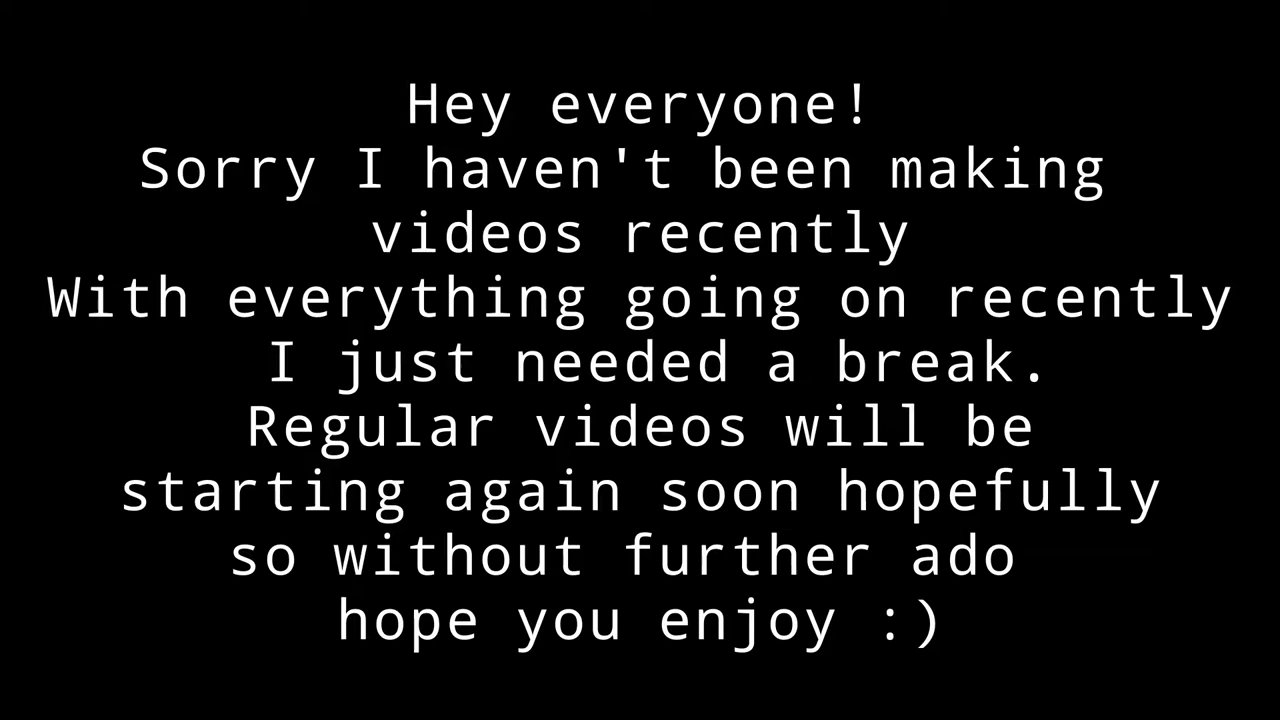 Hey everyone!
Sorry I haven't been making
videos recently
With everything going on recently
I just needed a break.
Regular videos will be
starting again soon hopefully
so without further ado
hope you enjoy :)